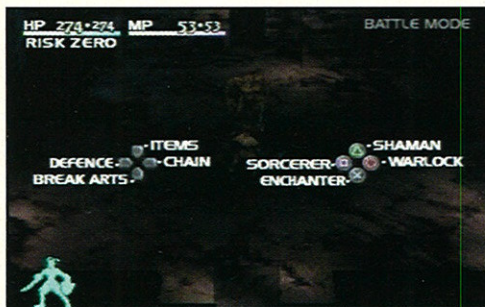 HP 274•274 MP 53•53 BATTLE MODE
RISK ZERO
ITEMS SHAMAN
DEFENCE CHAIN SORCERER WARLOCK
BREAK ARTS ENCHANTER